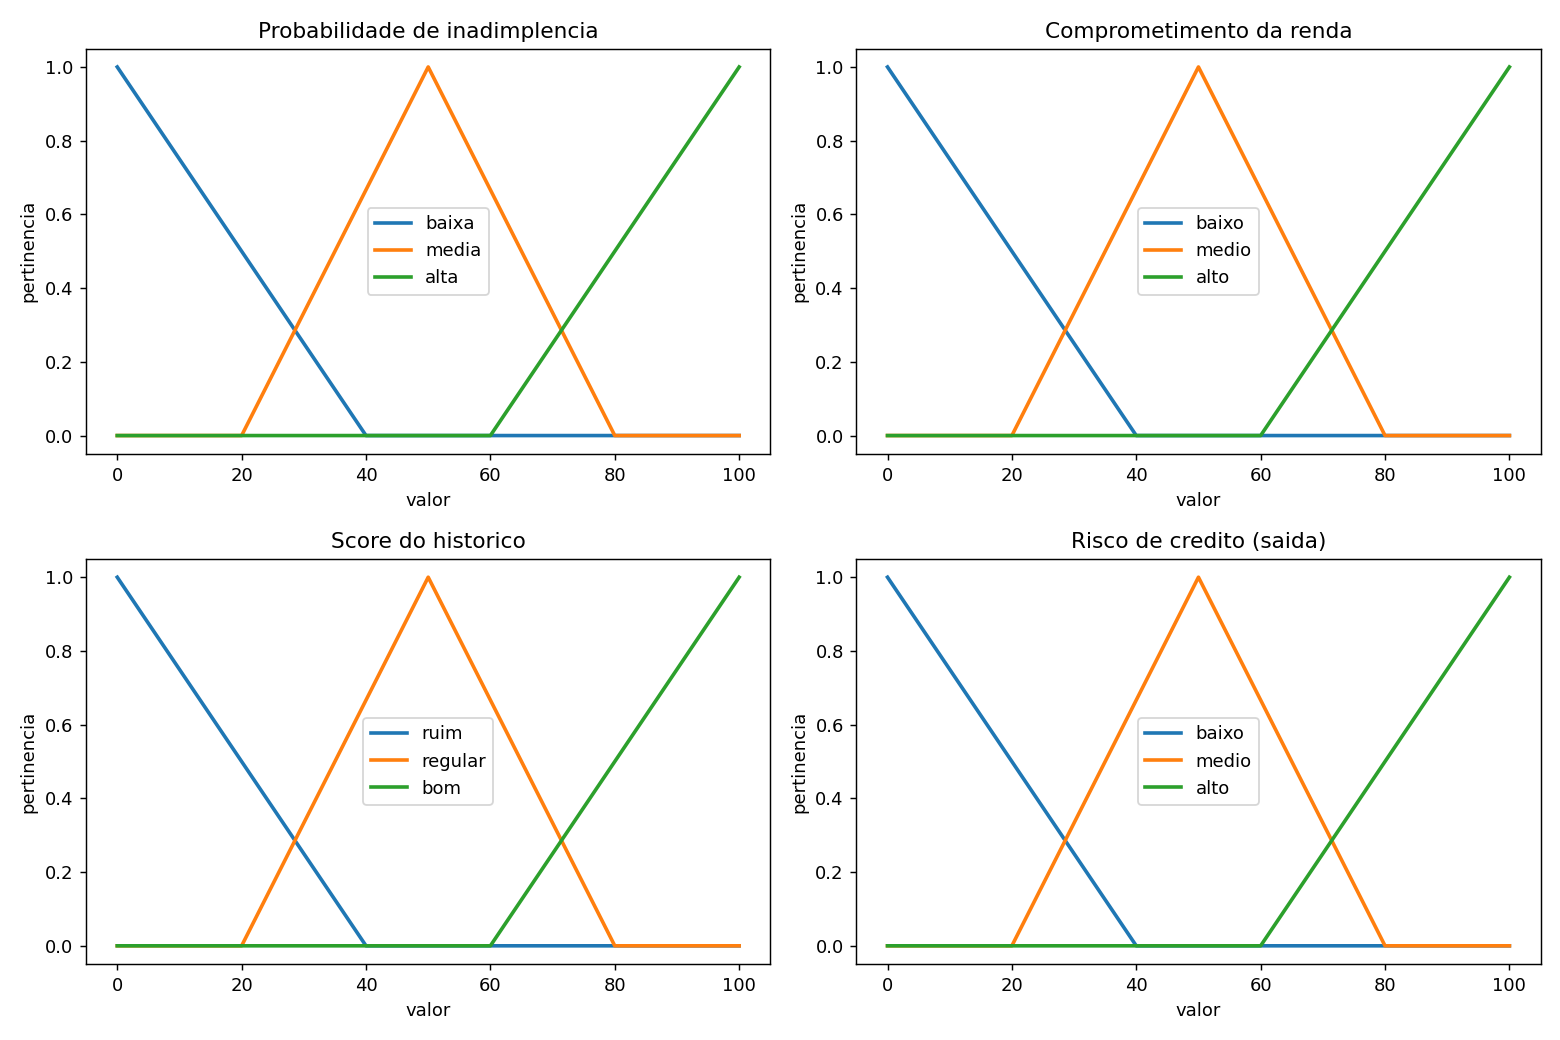 Probabilidade de inadimplencia
1.0
0.8
0.6
0.4
0.2
0.0
pertinencia
baixa
media
alta
0 20 40 60 80 100
valor
Comprometimento da renda
1.0
0.8
0.6
0.4
0.2
0.0
pertinencia
baixo
medio
alto
0 20 40 60 80 100
valor
Score do historico
1.0
0.8
0.6
0.4
0.2
0.0
pertinencia
ruim
regular
bom
0 20 40 60 80 100
valor
Risco de credito (saida)
1.0
0.8
0.6
0.4
0.2
0.0
pertinencia
baixo
medio
alto
0 20 40 60 80 100
valor